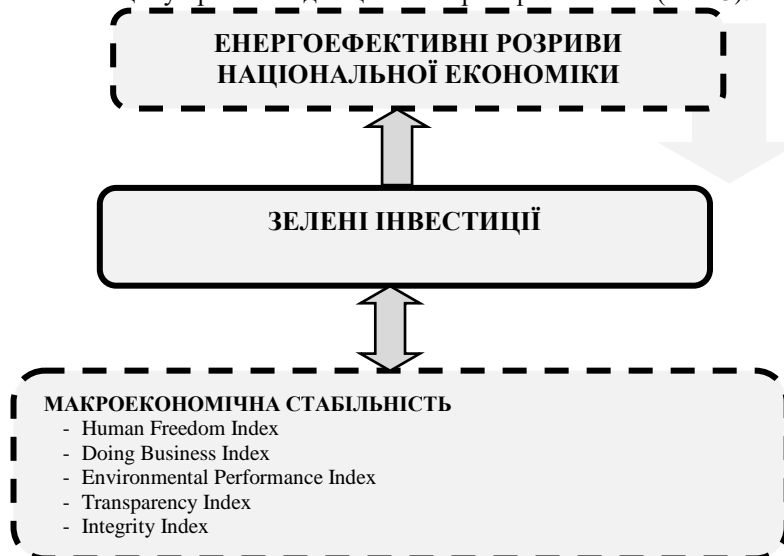 ЕНЕРГОЕФЕКТИВНІ РОЗРИВИ
НАЦІОНАЛЬНОЇ ЕКОНОМІКИ
ЗЕЛЕНІ ІНВЕСТИЦІЇ
МАКРОЕКОНОМІЧНА СТАБІЛЬНІСТЬ
- Human Freedom Index
- Doing Business Index
- Environmental Performance Index
- Transparency Index
- Integrity Index